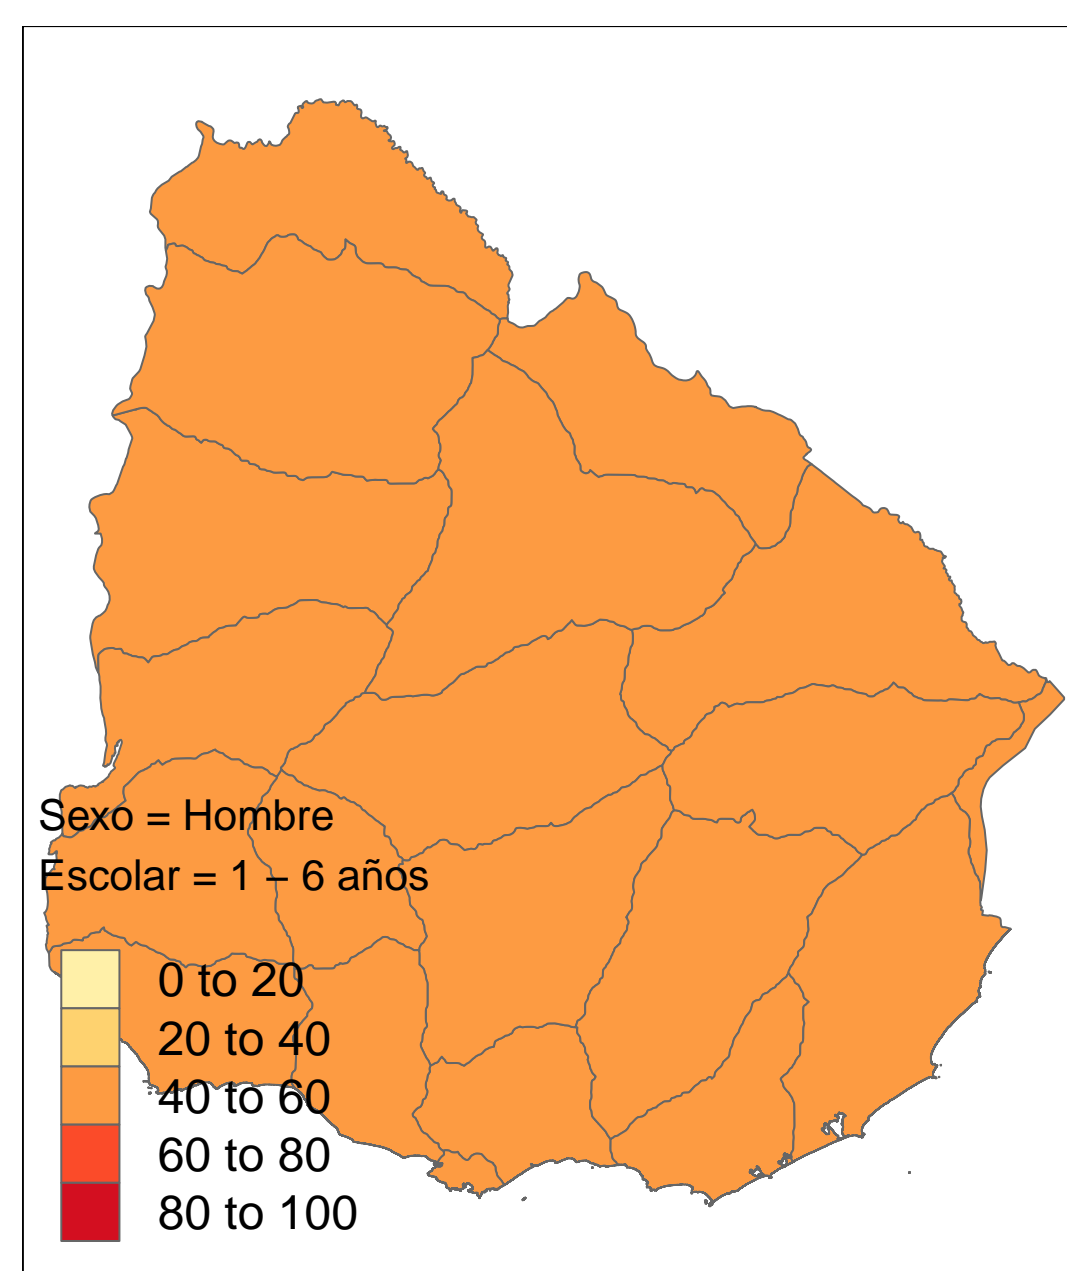 Sexo = Hombre
Escolar = 1 – 6 años
0 to 20
20 to 40
40 to 60
60 to 80
80 to 100